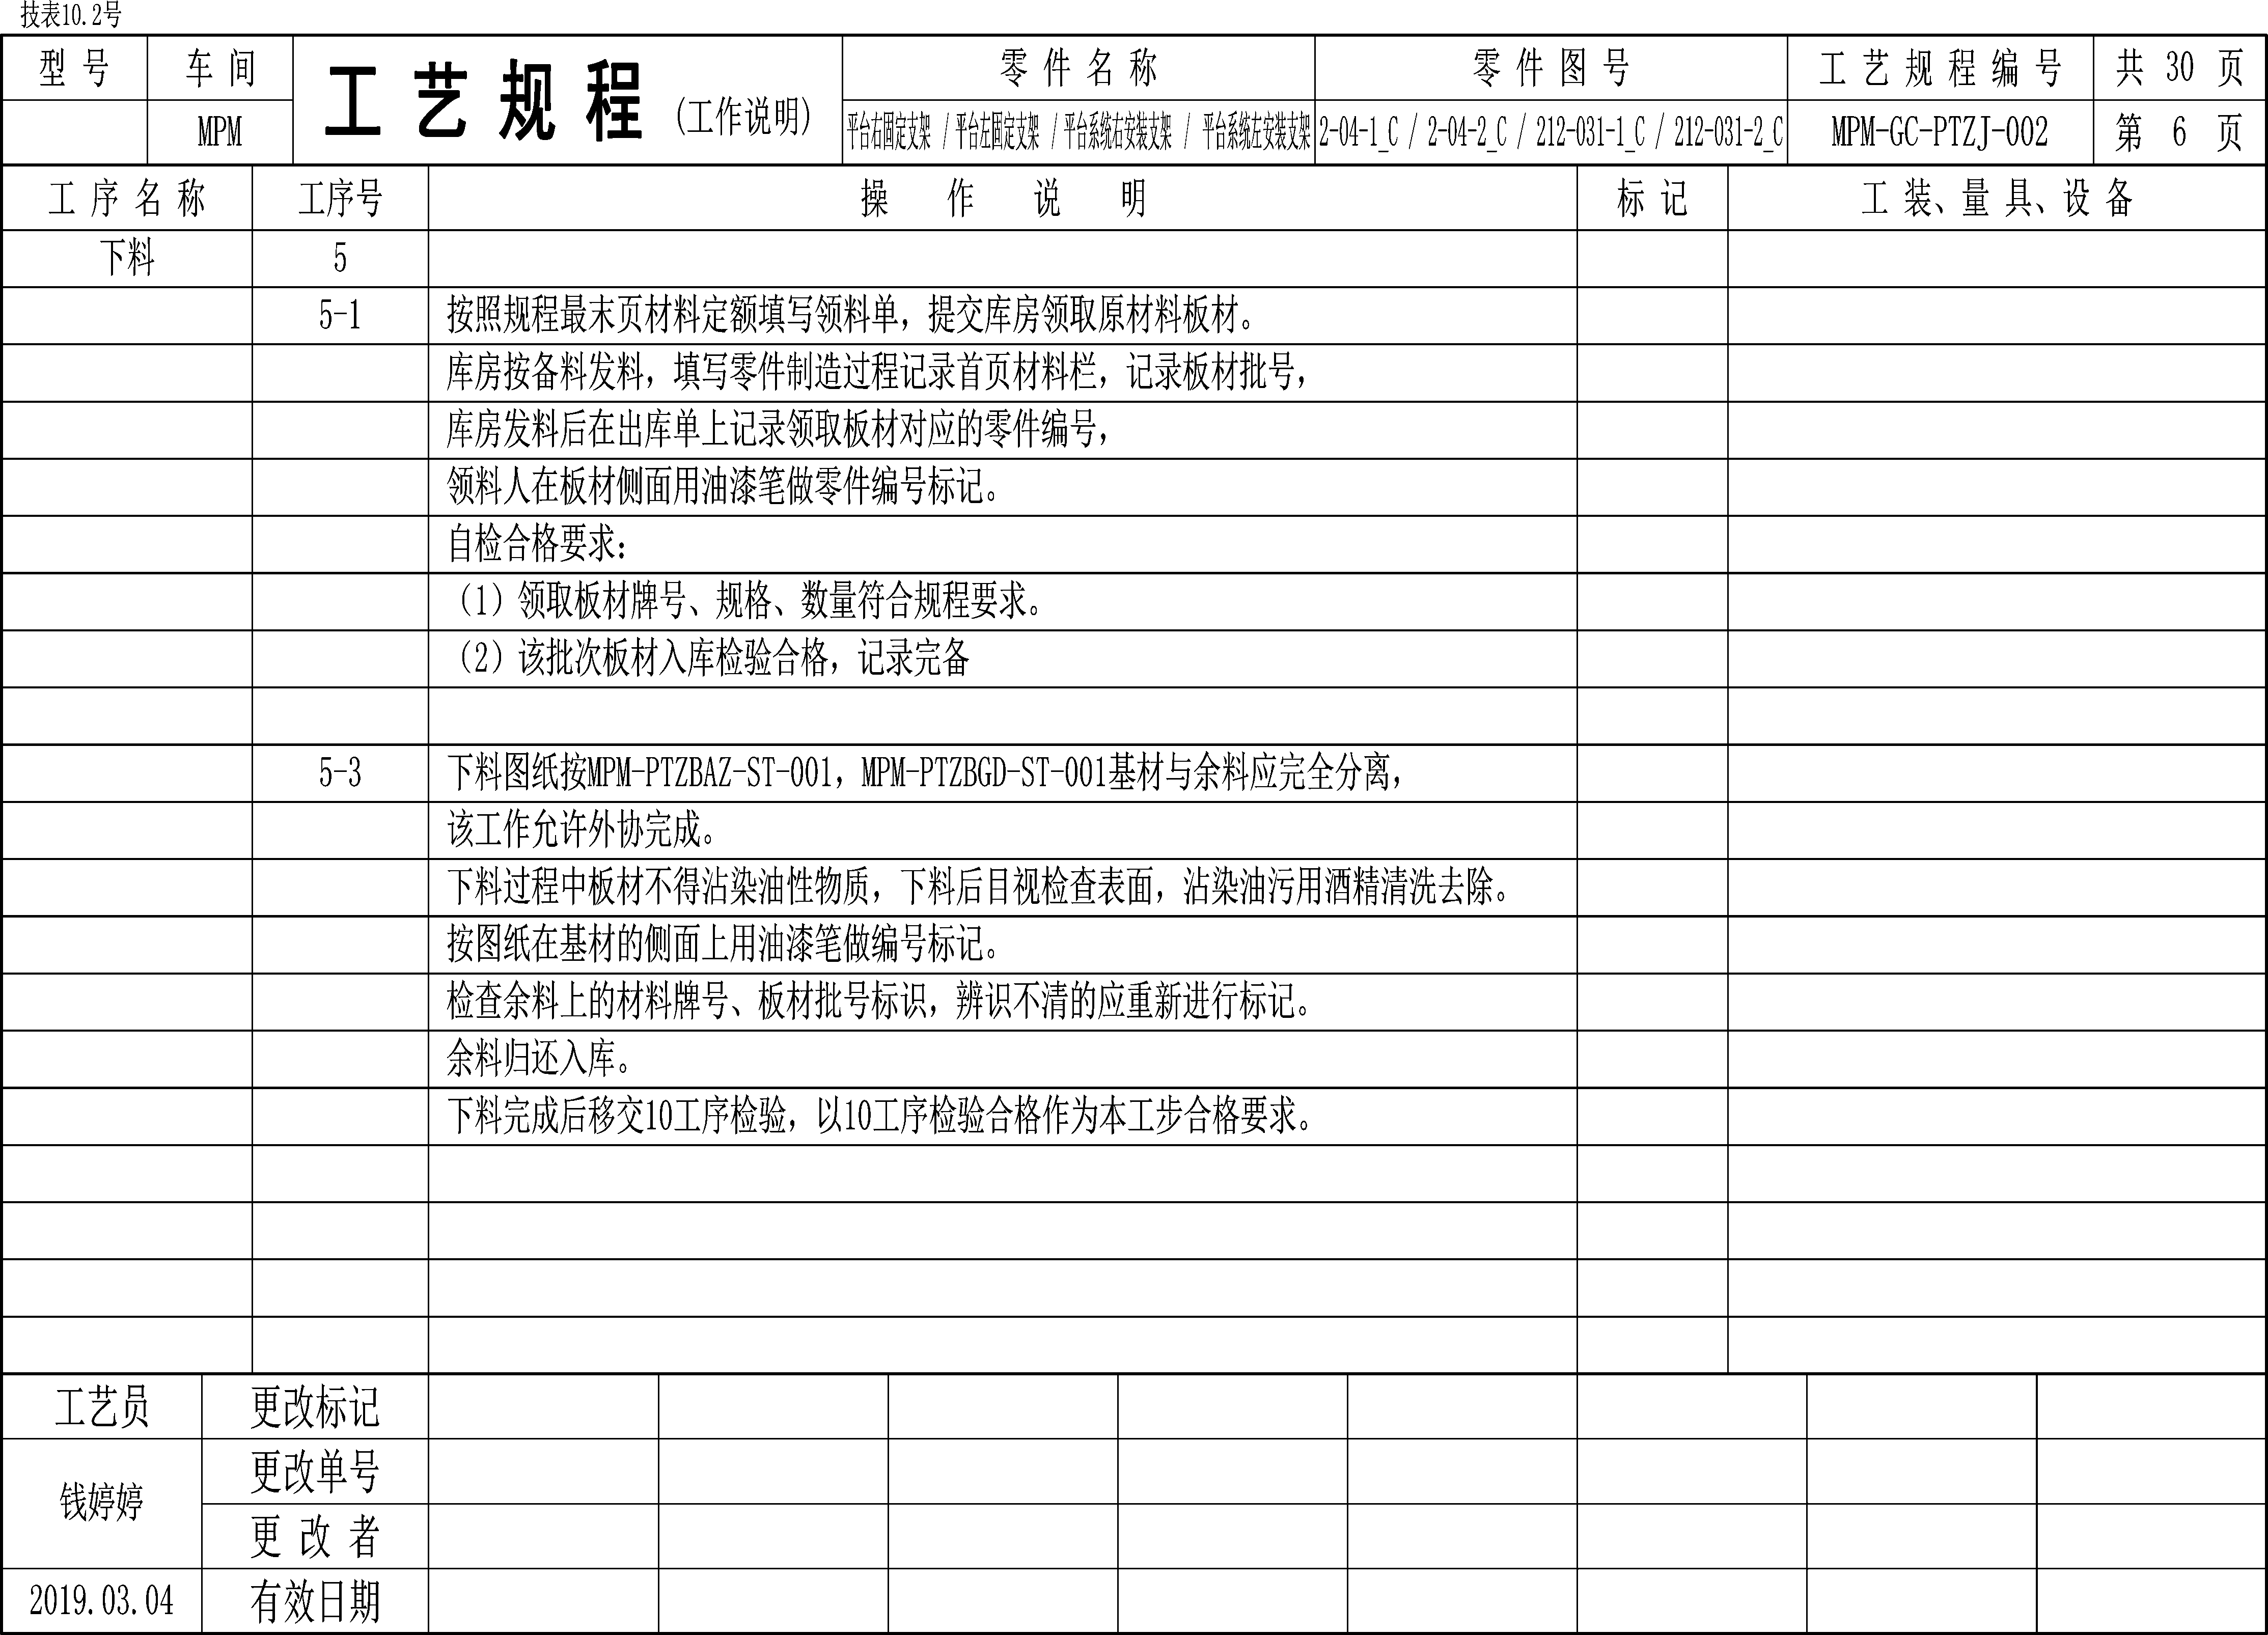 技表10.2号
型 号 车 间 工 艺 规 程 (工作说明) 零 件 名 称 零 件 图 号 工 艺 规 程 编 号 共 30 页
MPM 平台右固定支架 / 平台左固定支架 / 平台系统右安装支架 / 平台系统左安装支架 2-04-1_C / 2-04-2_C / 212-031-1_C / 212-031-2_C MPM-GC-PTZJ-002 第 6 页
工 序 名 称 工序号 操 作 说 明 标 记 工 装、量 具、设 备
下料 5
5-1 按照规程最末页材料定额填写领料单，提交库房领取原材料板材。
库房按备料发料，填写零件制造过程记录首页材料栏，记录板材批号，
库房发料后在出库单上记录领取板材对应的零件编号，
领料人在板材侧面用油漆笔做零件编号标记。
自检合格要求：
（1）领取板材牌号、规格、数量符合规程要求。
（2）该批次板材入库检验合格，记录完备
5-3 下料图纸按MPM-PTZBAZ-ST-001，MPM-PTZBGD-ST-001基材与余料应完全分离，
该工作允许外协完成。
下料过程中板材不得沾染油性物质，下料后目视检查表面，沾染油污用酒精清洗去除。
按图纸在基材的侧面上用油漆笔做编号标记。
检查余料上的材料牌号、板材批号标识，辨识不清的应重新进行标记。
余料归还入库。
下料完成后移交10工序检验，以10工序检验合格作为本工步合格要求。
工艺员 更改标记
钱婷婷 更改单号
更 改 者
2019.03.04 有效日期